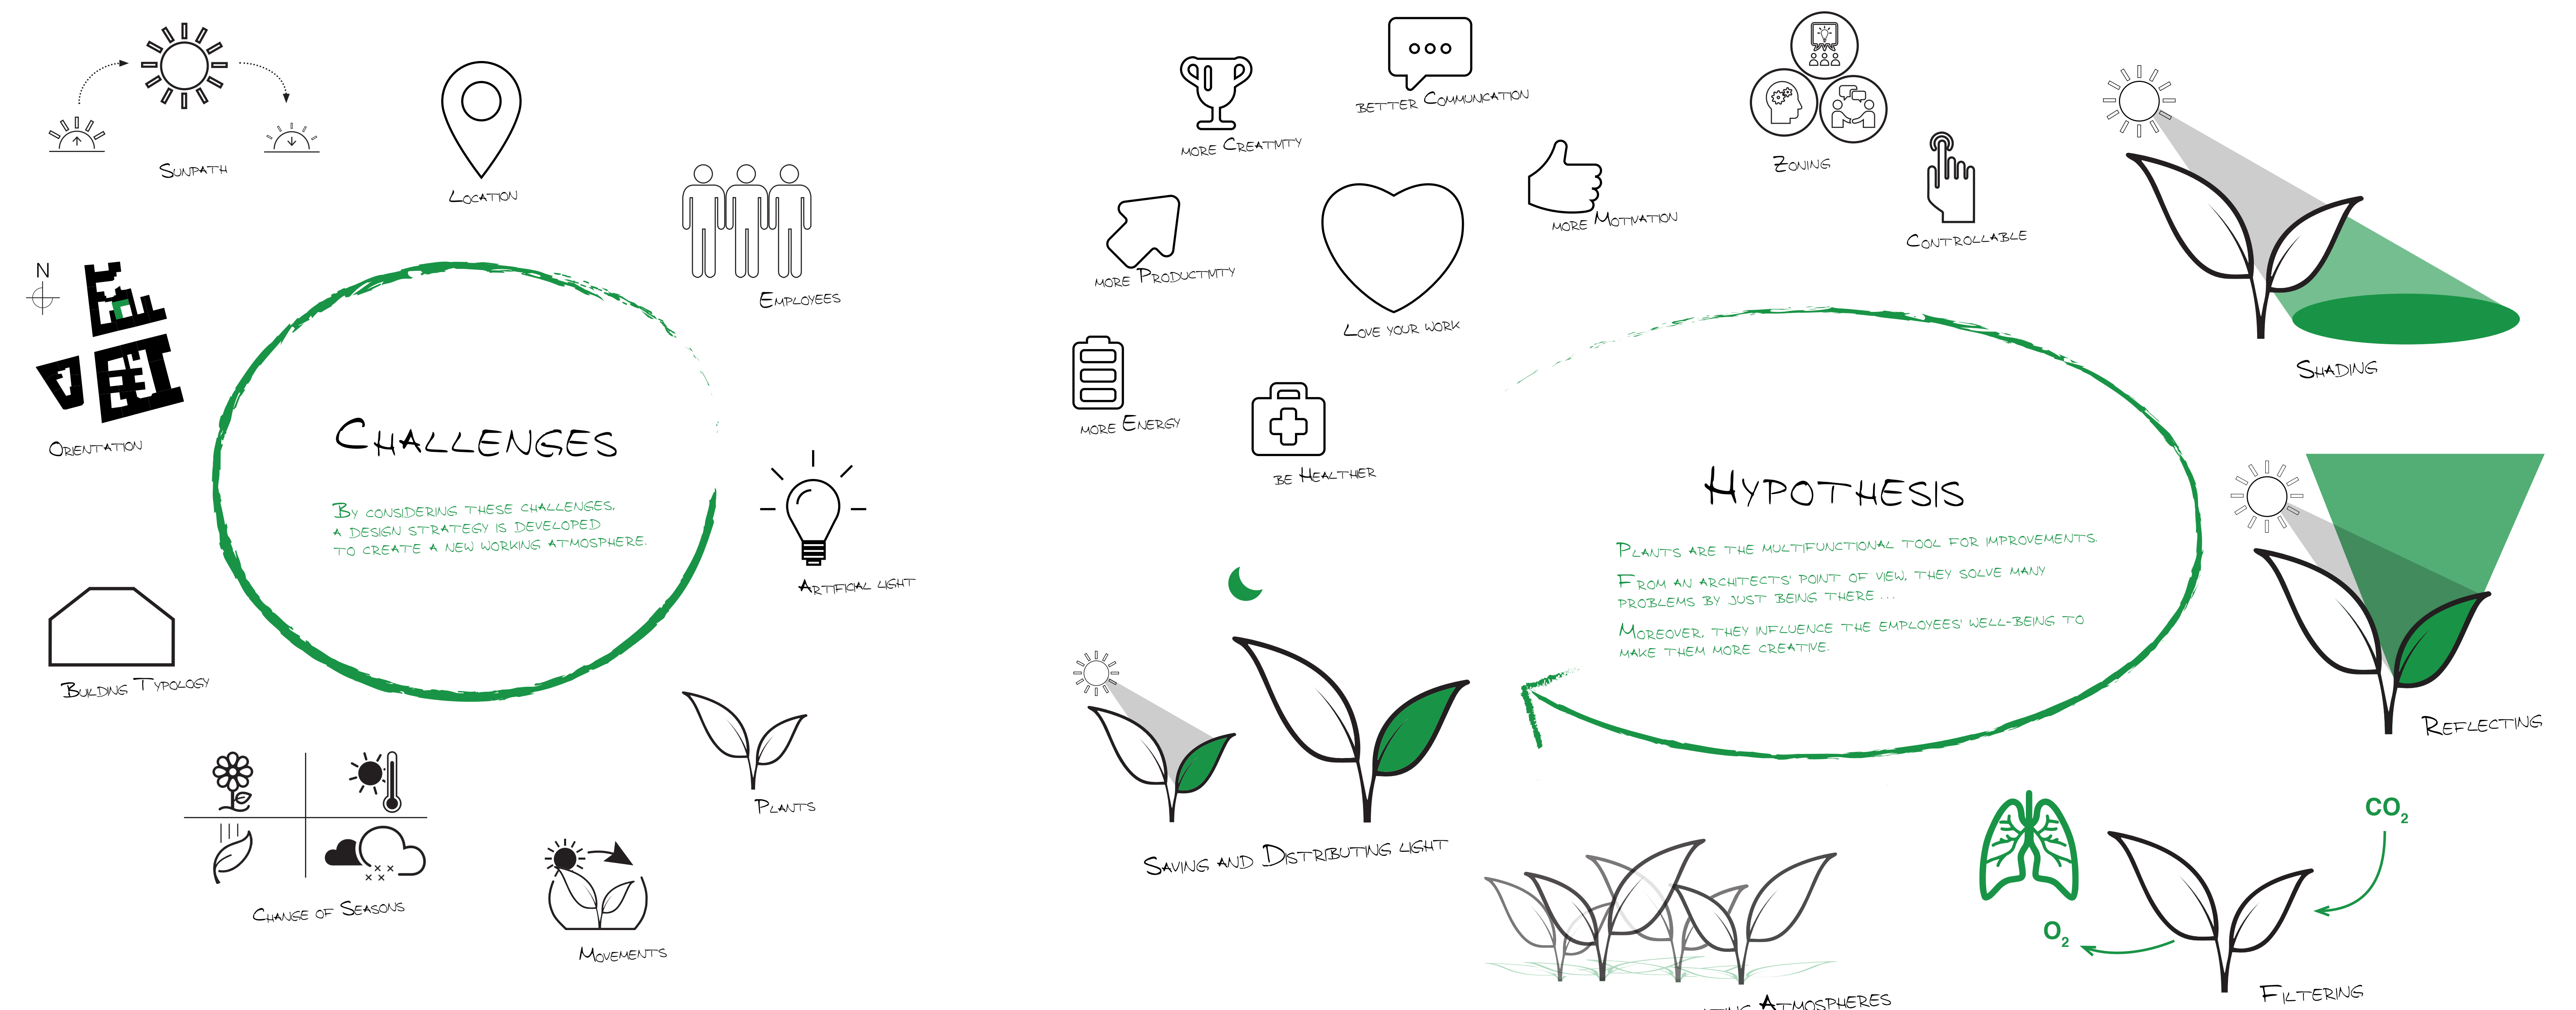 Sunpath
Location
Employees
N
Orientation
Challenges
By considering these challenges,
a design strategy is developed
to create a new working atmosphere.
Artificial light
Building Typology
Plants
Change of Seasons
Movements
more Creativity
better Communication
Zoning
more Motivation
Controllable
more Productivity
Love your work
more Energy
be Healther
Shading
Hypothesis
Plants are the multifunctional tool for improvements.
From an architects' point of view, they solve many
problems by just being there ...
Moreover, they influence the employees' well-being to
make them more creative.
Reflecting
Saving and Distributing light
CO2
O2
Filtering
Atmospheres